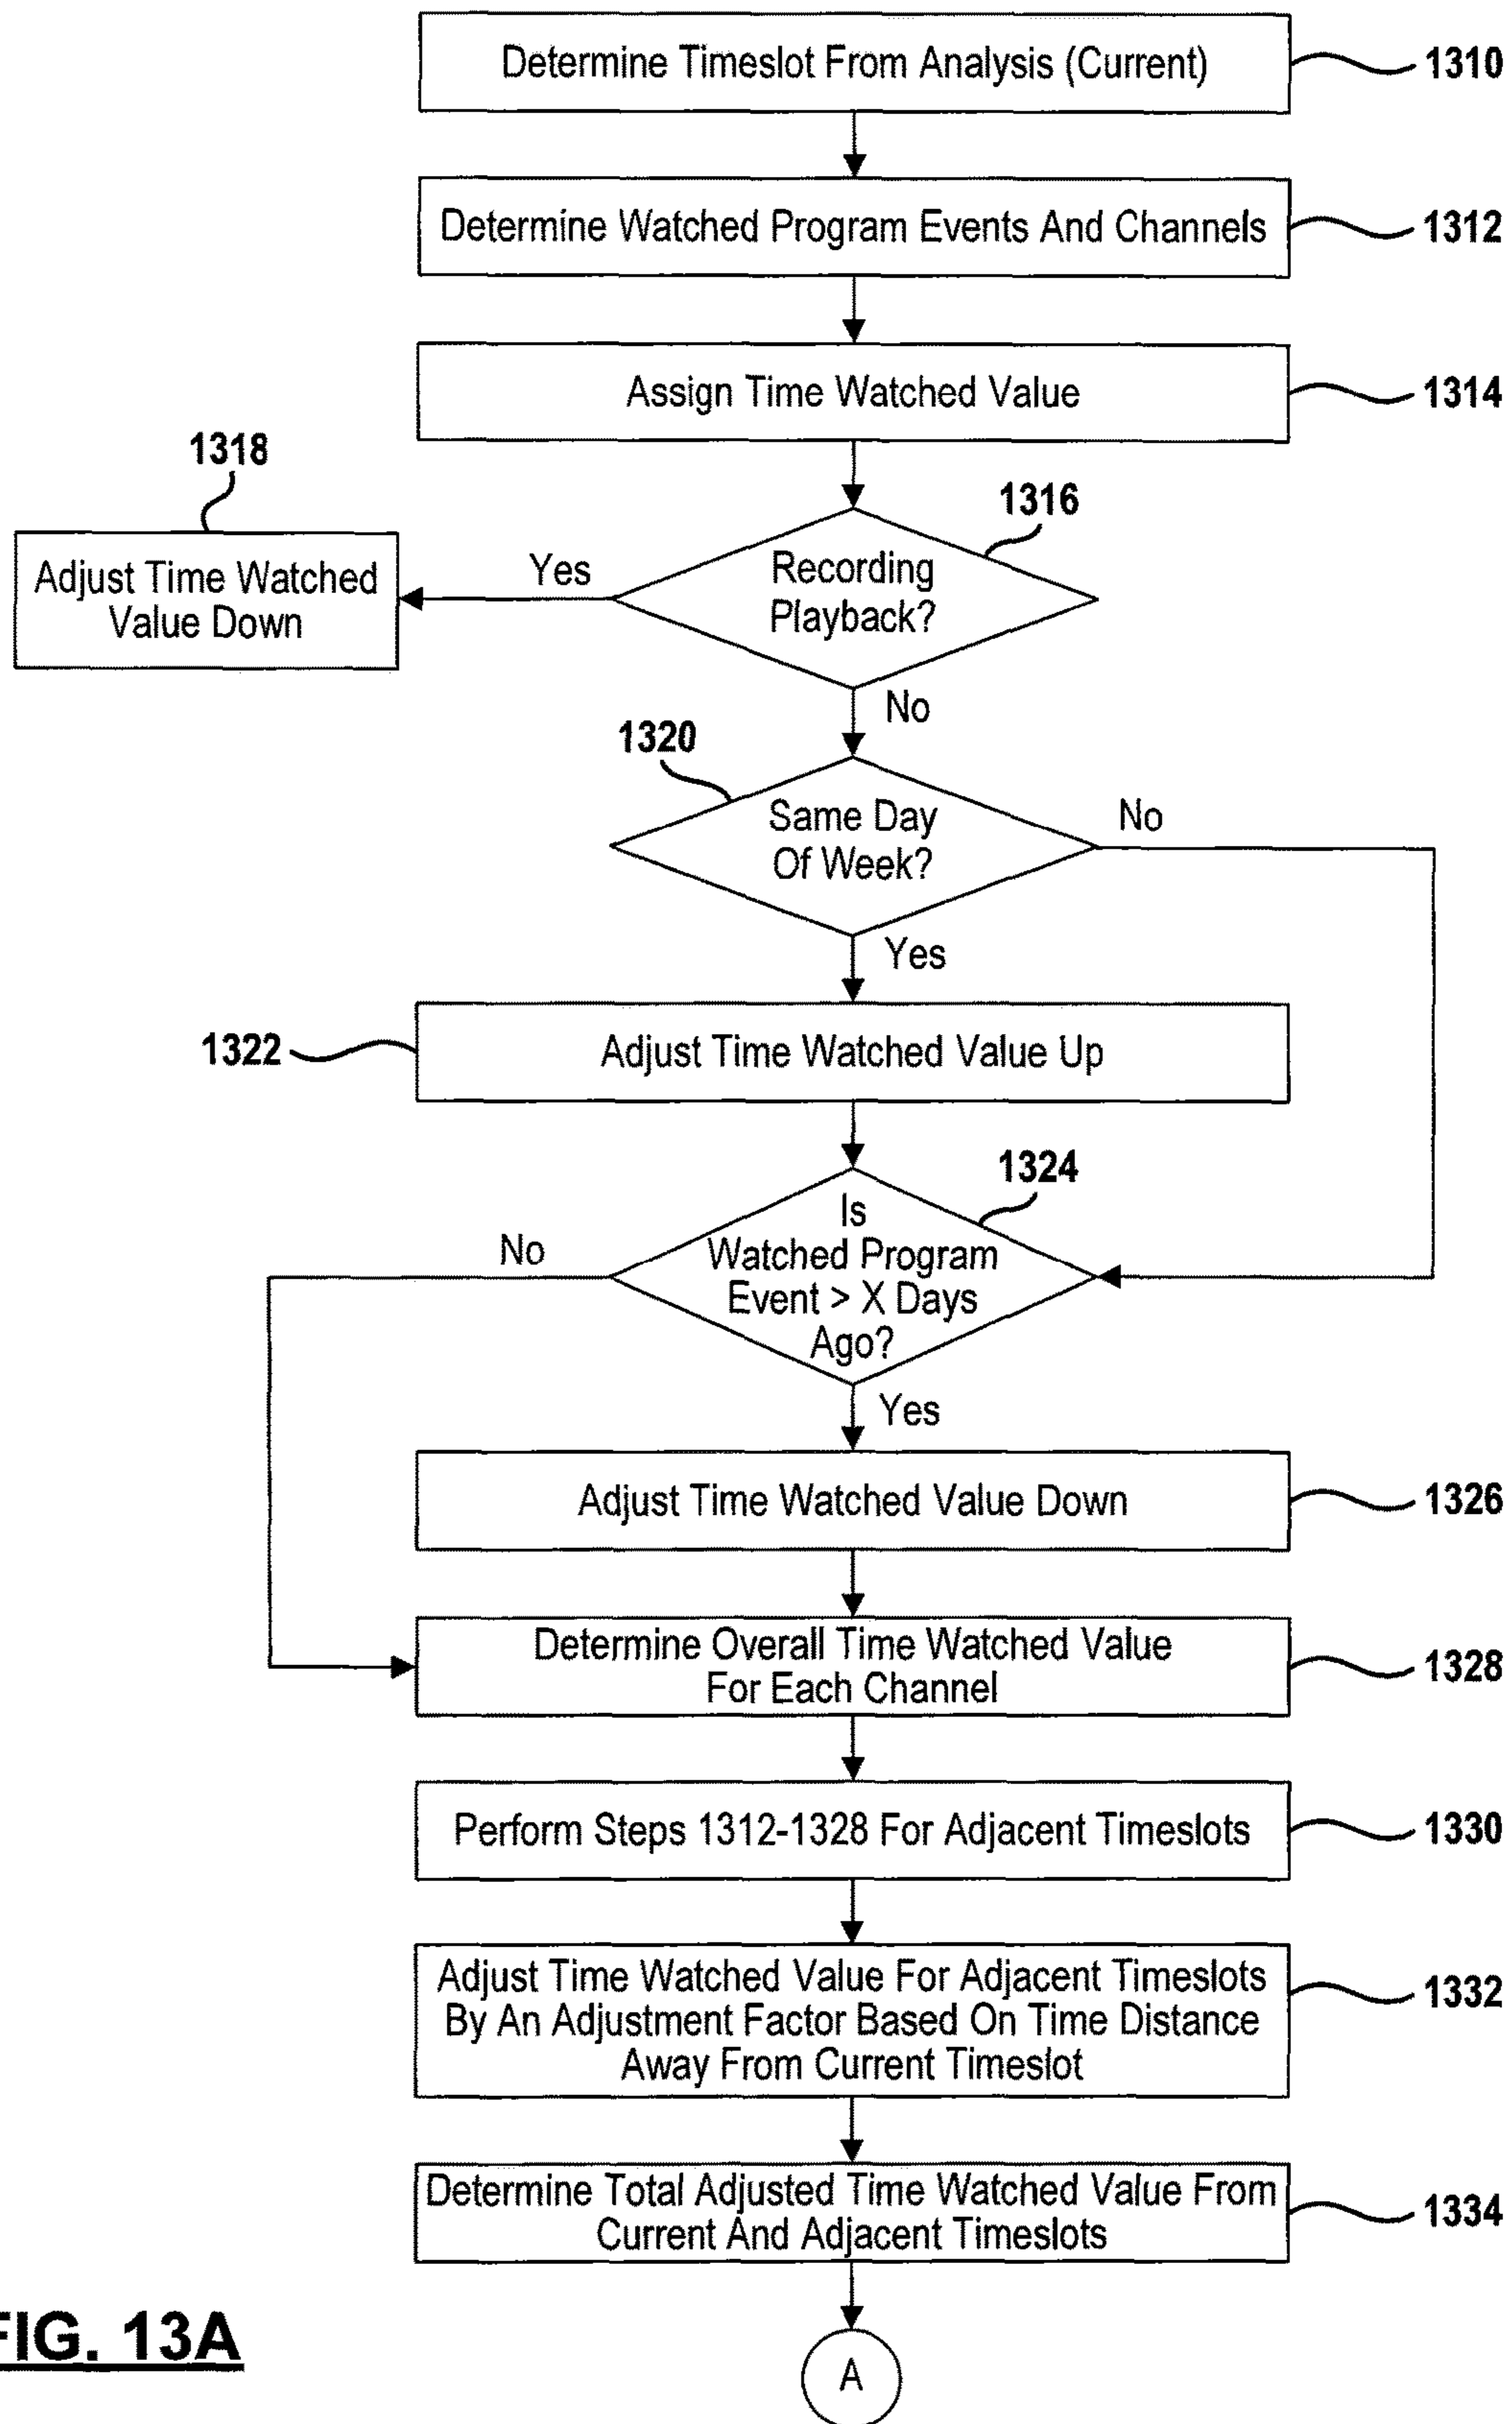 Determine Timeslot From Analysis (Current)
1310
Determine Watched Program Events And Channels
1312
Assign Time Watched Value
1314
1318
Adjust Time Watched
Value Down
Yes
1316
Recording
Playback?
No
1320
Same Day
Of Week?
No
Yes
1322
Adjust Time Watched Value Up
1324
Is
Watched Program
Event > X Days
Ago?
No
Yes
Adjust Time Watched Value Down
1326
Determine Overall Time Watched Value
For Each Channel
1328
Perform Steps 1312-1328 For Adjacent Timeslots
1330
Adjust Time Watched Value For Adjacent Timeslots
By An Adjustment Factor Based On Time Distance
Away From Current Timeslot
1332
Determine Total Adjusted Time Watched Value From
Current And Adjacent Timeslots
1334
A
FIG. 13A